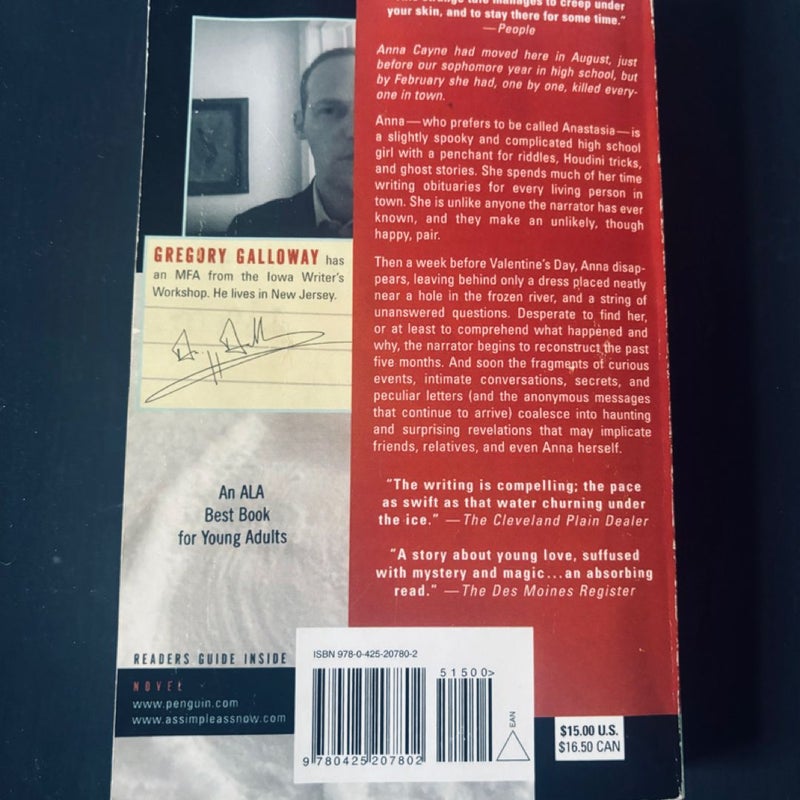 manages to creep under
your skin, and to stay there for some time."
—People
Anna Cayne had moved here in August, just
before our sophomore year in high school, but
by February she had, one by one, killed every-
one in town.
Anna—who prefers to be called Anastasia—is
a slightly spooky and complicated high school
girl with a penchant for riddles, Houdini tricks,
and ghost stories. She spends much of her time
writing obituaries for every living person in
town. She is unlike anyone the narrator has ever
known, and they make an unlikely, though
happy, pair.
Then a week before Valentine's Day, Anna disap-
pears, leaving behind only a dress placed neatly
near a hole in the frozen river, and a string of
unanswered questions. Desperate to find her,
or at least to comprehend what happened and
why, the narrator begins to reconstruct the past
five months. And soon the fragments of curious
events, intimate conversations, secrets, and
peculiar letters (and the anonymous messages
that continue to arrive) coalesce into haunting
and surprising revelations that may implicate
friends, relatives, and even Anna herself.
"The writing is compelling; the pace
as swift as that water churning under
the ice." —The Cleveland Plain Dealer
"A story about young love, suffused
with mystery and magic...an absorbing
read." —The Des Moines Register
GREGORY GALLOWAY has
an MFA from the Iowa Writer's
Workshop. He lives in New Jersey.
An ALA
Best Book
for Young Adults
READERS GUIDE INSIDE
NOVEL
www.penguin.com
www.assimpleassnow.com
ISBN 978-0-425-20780-2
51500>
9 780425 207802
EAN
$15.00 U.S.
$16.50 CAN